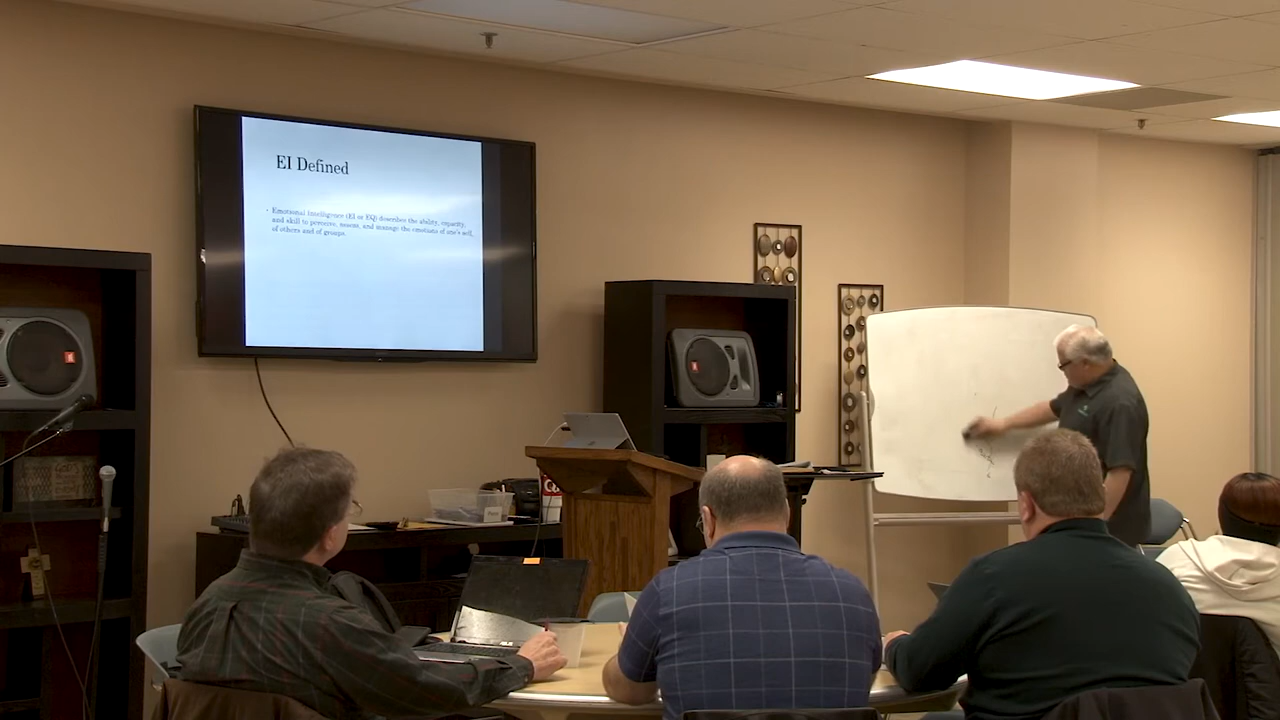 EI Defined
• Emotional Intelligence (EI or EQ) describes the ability, capacity,
and skill to perceive, assess, and manage the emotions of one's self,
of others and of groups.
GOD'S